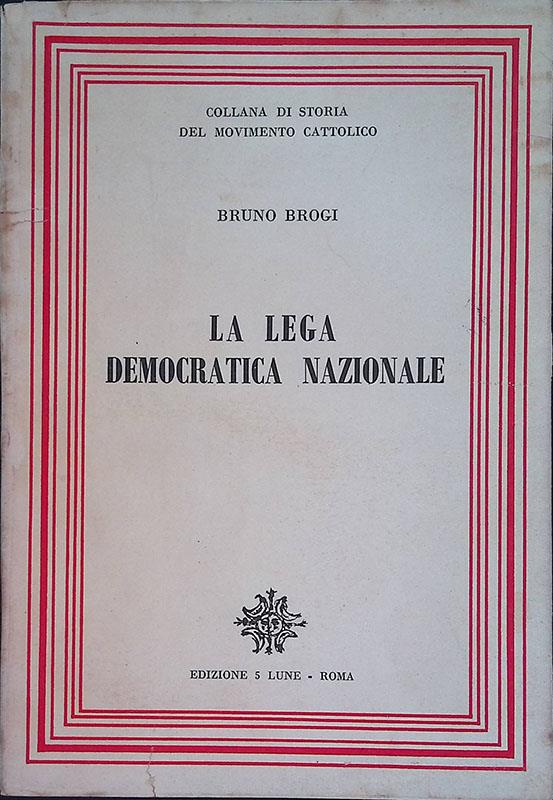 COLLANA DI STORIA
DEL MOVIMENTO CATTOLICO
BRUNO BROGI
LA LEGA
DEMOCRATICA NAZIONALE
EDIZIONE 5 LUNE - ROMA